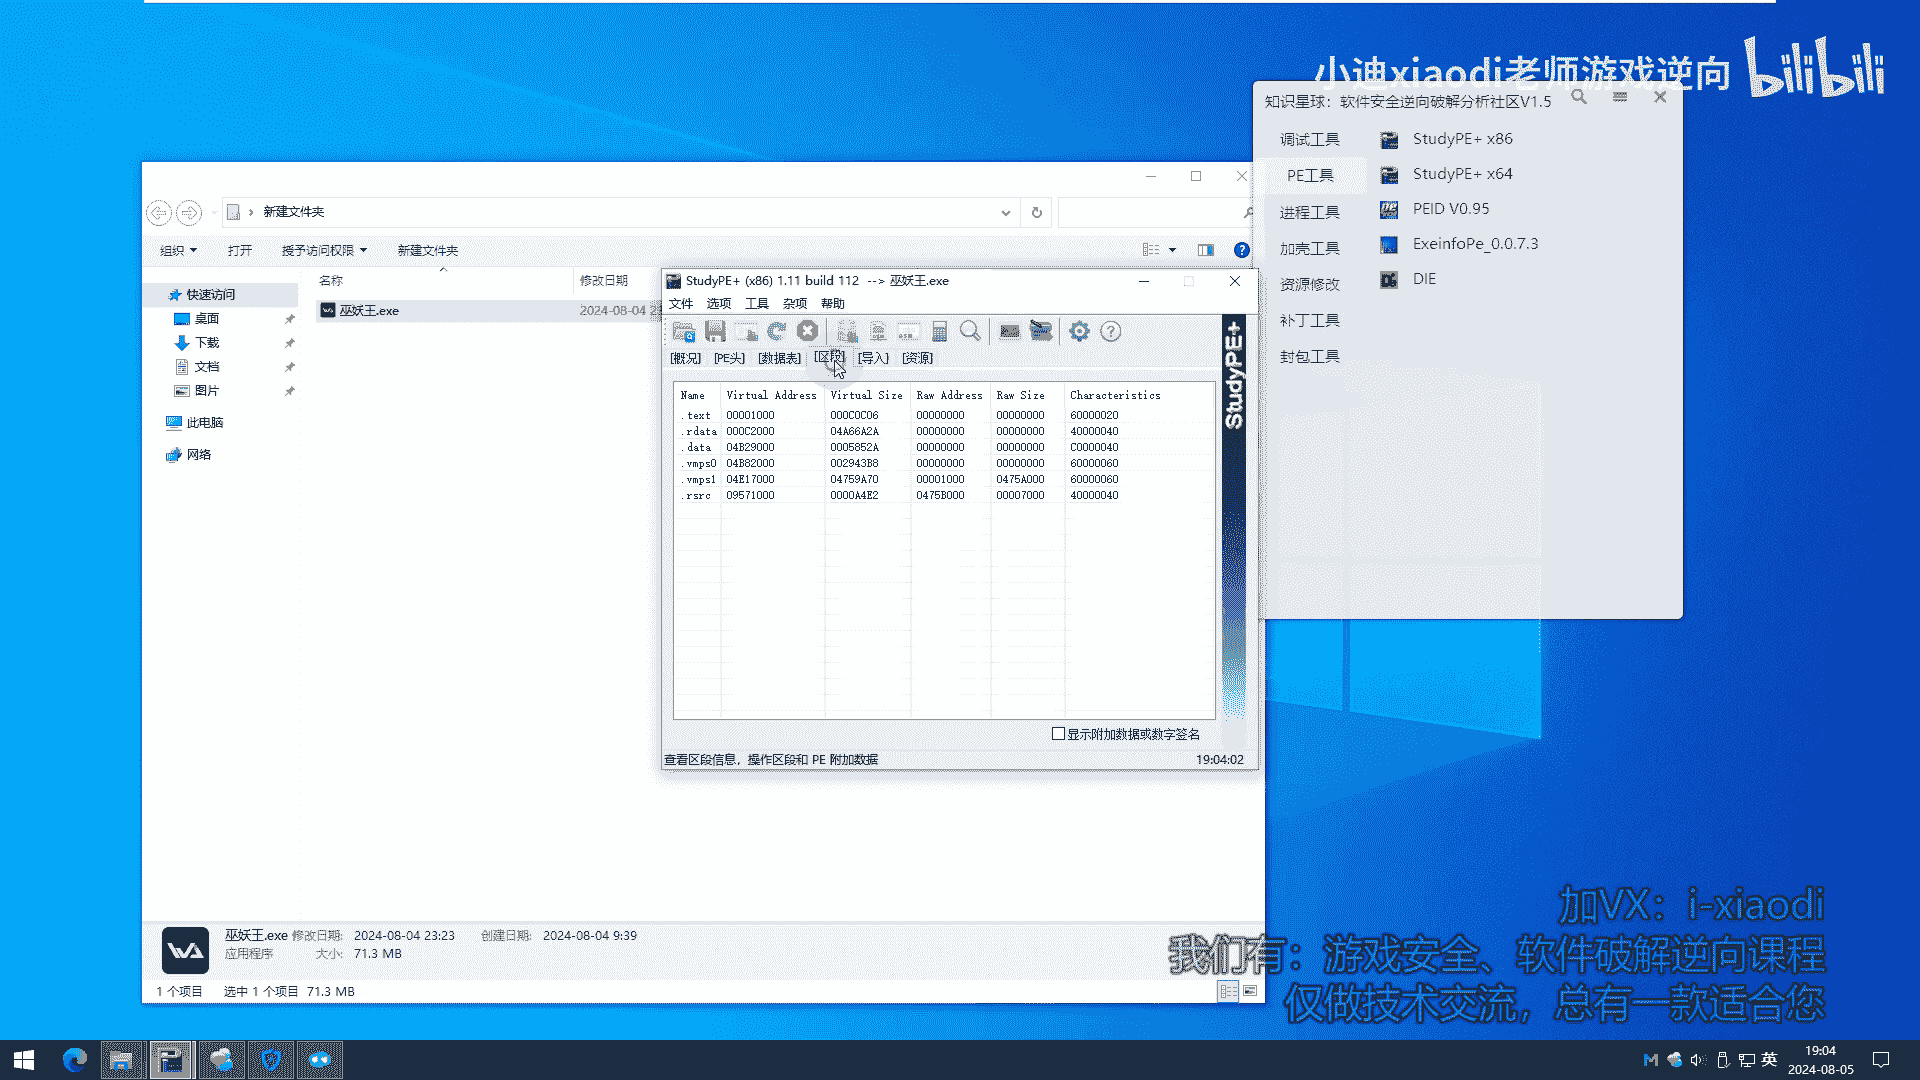 小迪xiaodi老师游戏逆向 bilibili
知识星球：软件安全逆向破解分析社区V1.5
调试工具
PE工具
进程工具
加壳工具
资源修改
补丁工具
封包工具
StudyPE+ x86
StudyPE+ x64
PEID V0.95
ExeinfoPe_0.0.7.3
DIE
新建文件夹
组织 打开 授予访问权限 新建文件夹
名称 修改日期
快速访问
桌面
下载
文档
图片
此电脑
网络
巫妖王.exe 2024-08-04 2
StudyPE+ (x86) 1.11 build 112 --> 巫妖王.exe
文件 选项 工具 杂项 帮助
[概况] [PE头] [数据表] [区段] [导入] [资源]
StudyPE+
Name Virtual Address Virtual Size Raw Address Raw Size Characteristics
.text 00001000 000C0C06 00000000 00000000 60000020
.rdata 000C2000 04A66A2A 00000000 00000000 40000040
.data 04B29000 0005852A 00000000 00000000 C0000040
.vmps0 04B82000 002943B8 00000000 00000000 60000060
.vmps1 04E17000 04759A70 00001000 0475A000 60000060
.rsrc 09571000 0000A4E2 0475B000 00007000 40000040
显示附加数据或数字签名
查看区段信息，操作区段和 PE 附加数据 19:04:02
巫妖王.exe 修改日期: 2024-08-04 23:23 创建日期: 2024-08-04 9:39
应用程序 大小: 71.3 MB
1 个项目 选中 1 个项目 71.3 MB
加VX：i-xiaodi
我们有：游戏安全、软件破解逆向课程
仅做技术交流，总有一款适合您
英
19:04
2024-08-05